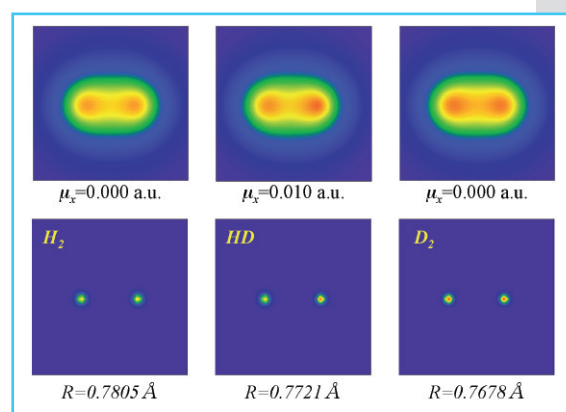 μx=0.000 a.u. μx=0.010 a.u. μx=0.000 a.u.
H2 HD D2
R=0.7805 Å R=0.7721 Å R=0.7678 Å